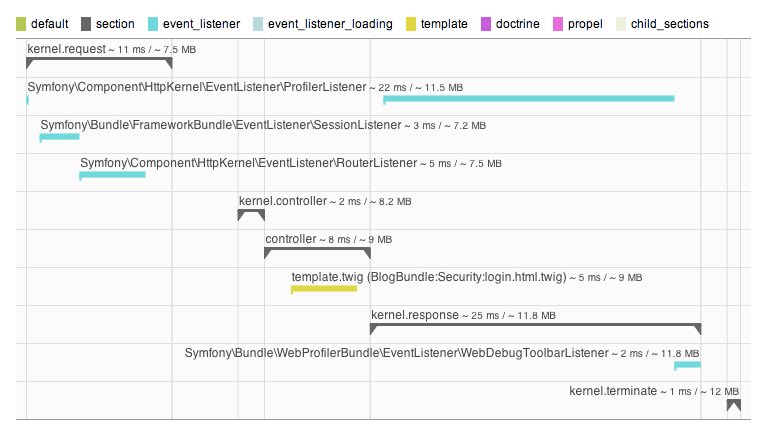 default section event_listener event_listener_loading template doctrine propel child_sections
kernel.request ~ 11 ms / ~ 7.5 MB
Symfony\Component\HttpKernel\EventListener\ProfilerListener ~ 22 ms / ~ 11.5 MB
Symfony\Bundle\FrameworkBundle\EventListener\SessionListener ~ 3 ms / ~ 7.2 MB
Symfony\Component\HttpKernel\EventListener\RouterListener ~ 5 ms / ~ 7.5 MB
kernel.controller ~ 2 ms / ~ 8.2 MB
controller ~ 8 ms / ~ 9 MB
template.twig (BlogBundle:Security:login.html.twig) ~ 5 ms / ~ 9 MB
kernel.response ~ 25 ms / ~ 11.8 MB
Symfony\Bundle\WebProfilerBundle\EventListener\WebDebugToolbarListener ~ 2 ms / ~ 11.8 MB
kernel.terminate ~ 1 ms / ~ 12 MB